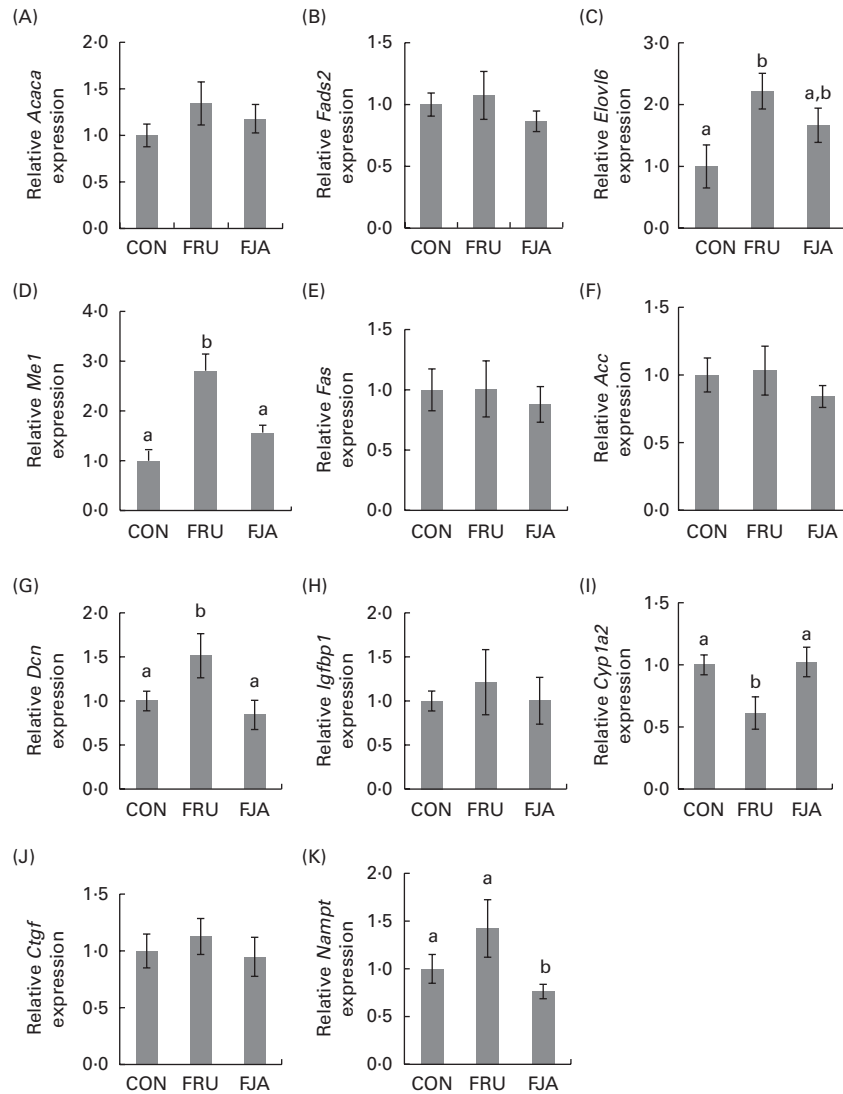 (A)
Relative Acaca
expression
2·0
1·5
1·0
0·5
0·0
CON FRU FJA
(B)
Relative Fads2
expression
1·5
1·0
0·5
0·0
CON FRU FJA
(C)
Relative Elovl6
expression
3·0
2·0
1·0
0·0
a
b
a,b
CON FRU FJA
(D)
Relative Me1
expression
4·0
3·0
2·0
1·0
0·0
a
b
a
CON FRU FJA
(E)
Relative Fas
expression
1·5
1·0
0·5
0·0
CON FRU FJA
(F)
Relative Acc
expression
1·5
1·0
0·5
0·0
CON FRU FJA
(G)
Relative Dcn
expression
2·0
1·5
1·0
0·5
0·0
a
b
a
CON FRU FJA
(H)
Relative Igfbp1
expression
2·0
1·5
1·0
0·5
0·0
CON FRU FJA
(I)
Relative Cyp1a2
expression
1·5
1·0
0·5
0·0
a
b
a
CON FRU FJA
(J)
Relative Ctgf
expression
1·5
1·0
0·5
0·0
CON FRU FJA
(K)
Relative Nampt
expression
2·0
1·5
1·0
0·5
0·0
a
a
b
CON FRU FJA